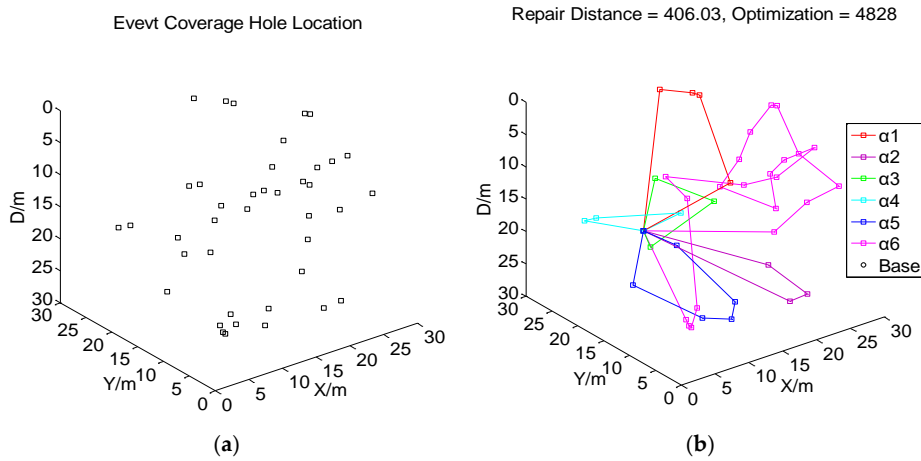 Evevt Coverage Hole Location
0
5
10
15
20
25
30
D/m
25
20
15
10
5
0
Y/m
0
5
10
15
20
25
30
X/m
(a)
Repair Distance = 406.03, Optimization = 4828
0
5
10
15
20
25
30
D/m
25
20
15
10
5
0
Y/m
0
5
10
15
20
25
30
X/m
α1
α2
α3
α4
α5
α6
Base
(b)